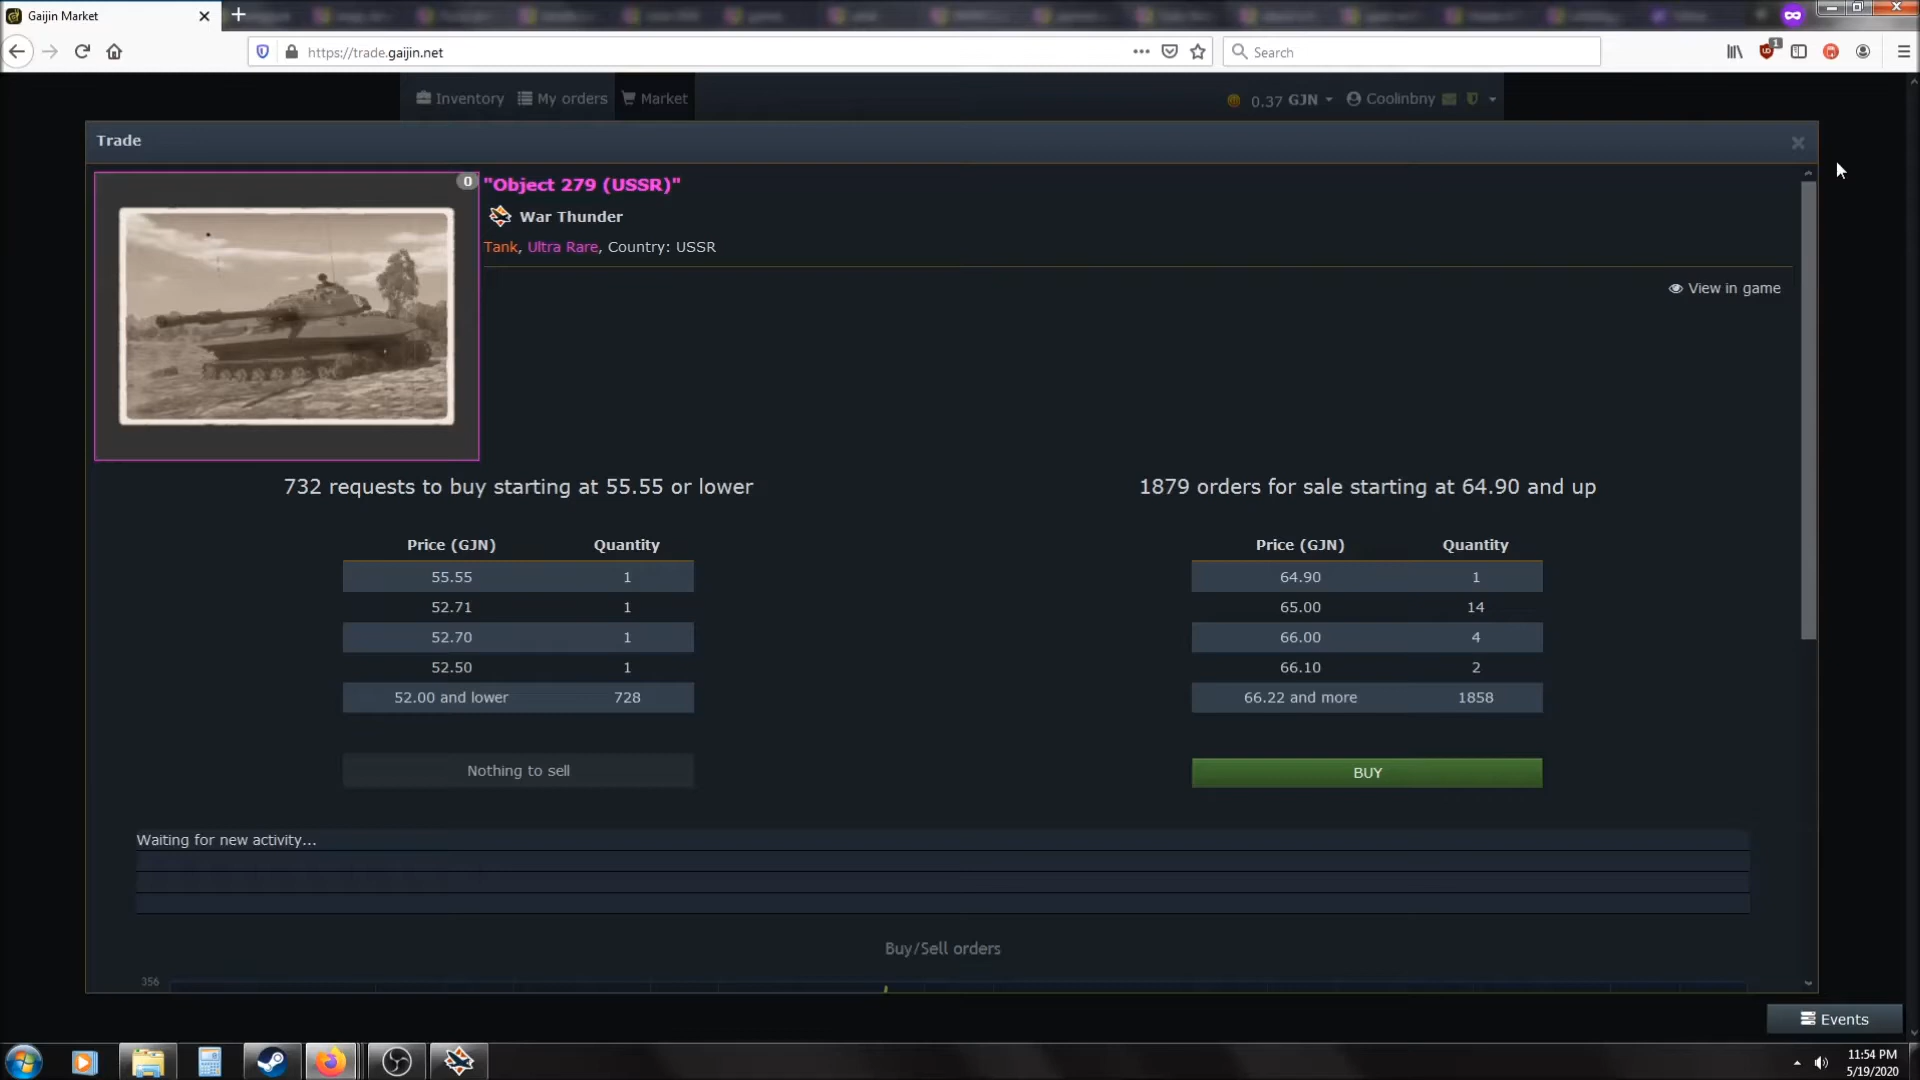 Gaijin Market
https://trade.gaijin.net
Search
1
Inventory
My orders
Market
0.37 GJN
Coolinbny
Trade
0
"Object 279 (USSR)"
War Thunder
Tank, Ultra Rare, Country: USSR
View in game
732 requests to buy starting at 55.55 or lower
1879 orders for sale starting at 64.90 and up
Price (GJN) Quantity
55.55 1
52.71 1
52.70 1
52.50 1
52.00 and lower 728
Price (GJN) Quantity
64.90 1
65.00 14
66.00 4
66.10 2
66.22 and more 1858
Nothing to sell
BUY
Waiting for new activity...
Buy/Sell orders
356
Events
11:54 PM
5/19/2020